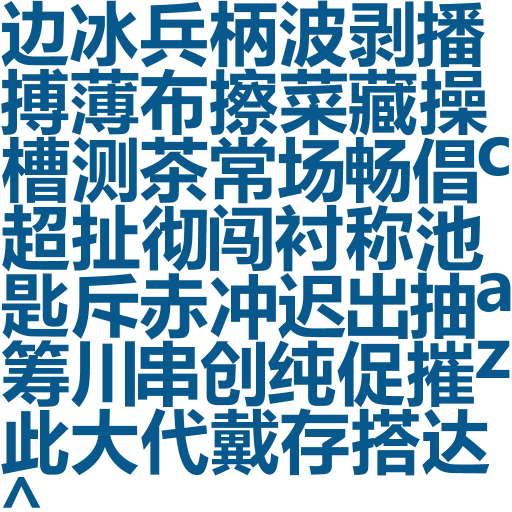 边冰兵柄波剥播
搏薄布擦菜藏操
槽测茶常场畅倡c
超扯彻闯衬称池
匙斥赤冲迟出抽a
筹川串创纯促摧z
此大代戴存搭达
^